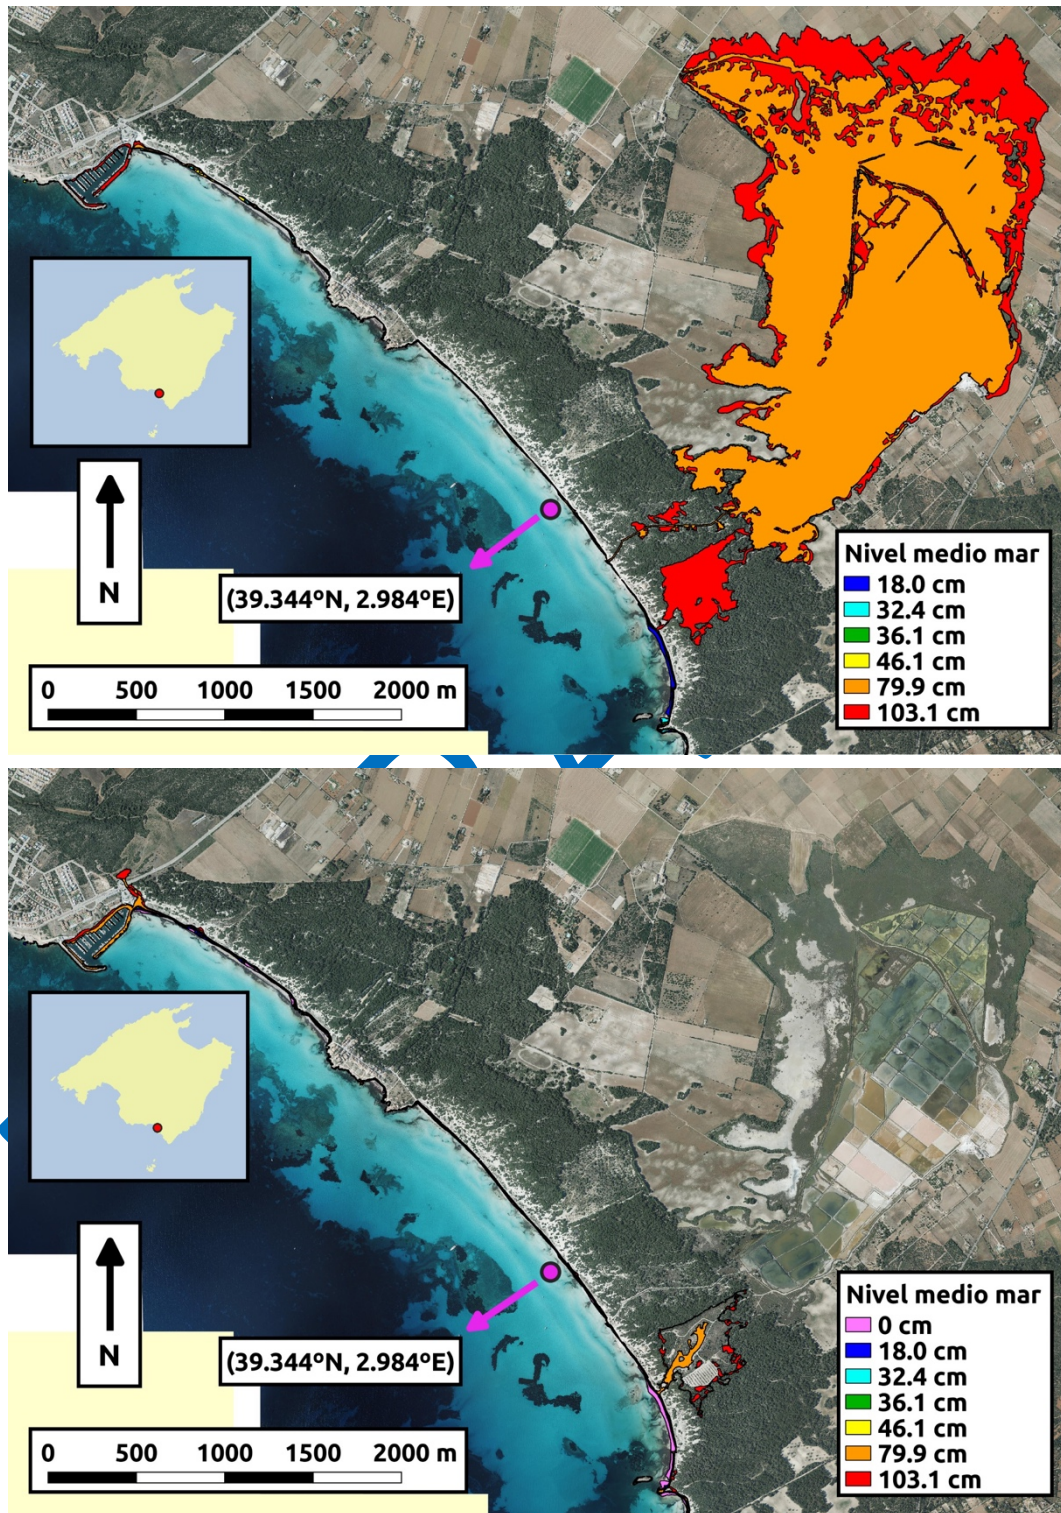 N
(39.344ºN, 2.984ºE)
0 500 1000 1500 2000 m
Nivel medio mar
18.0 cm
32.4 cm
36.1 cm
46.1 cm
79.9 cm
103.1 cm
N
(39.344ºN, 2.984ºE)
0 500 1000 1500 2000 m
Nivel medio mar
0 cm
18.0 cm
32.4 cm
36.1 cm
46.1 cm
79.9 cm
103.1 cm